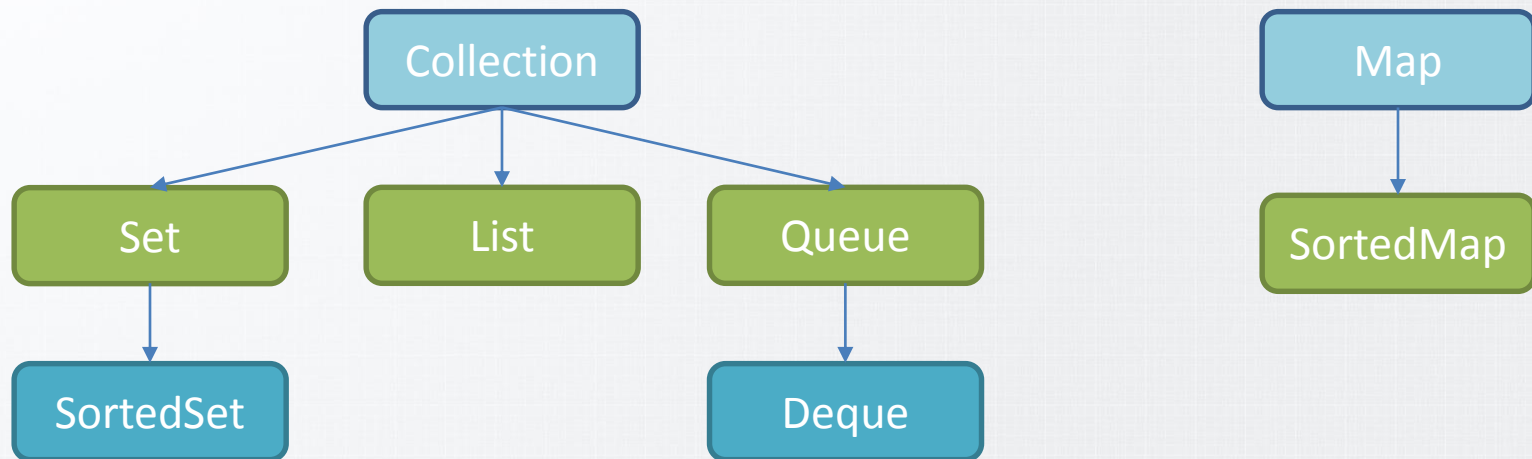 Collection
Map
Set
List
Queue
SortedMap
SortedSet
Deque